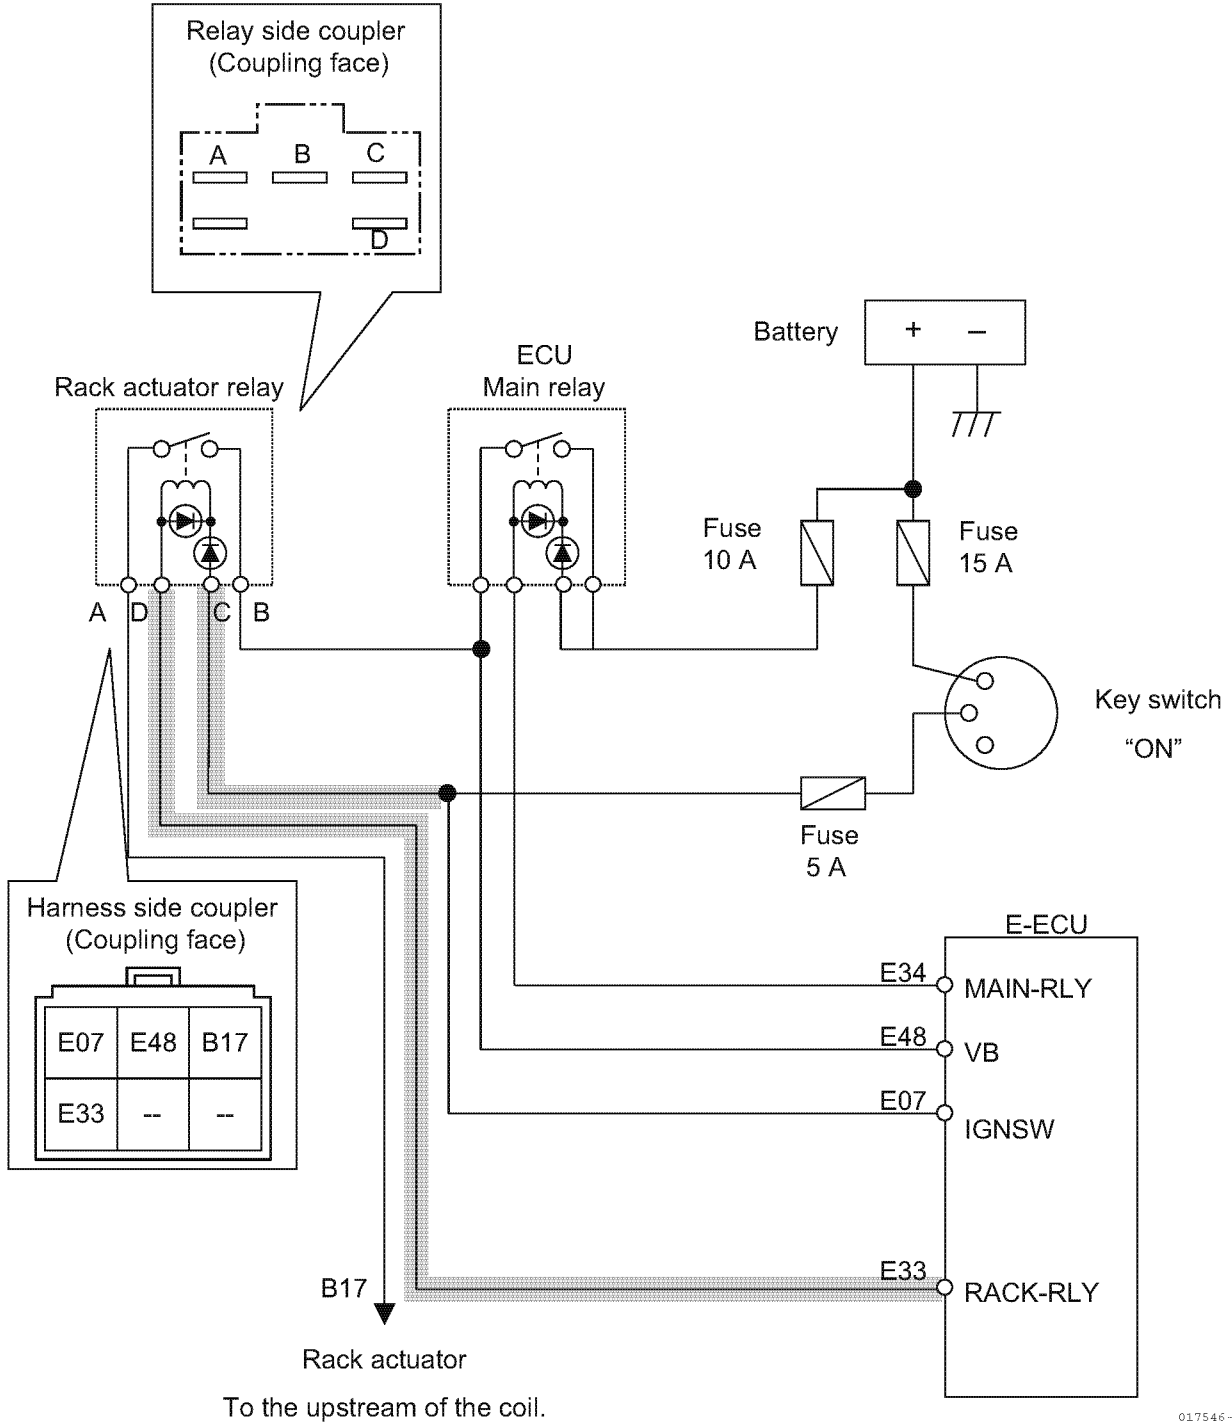 Relay side coupler
(Coupling face)
A B C
D
Battery + –
ECU
Main relay
Rack actuator relay
Fuse
10 A
Fuse
15 A
A D C B
Key switch
“ON”
Fuse
5 A
Harness side coupler
(Coupling face)
E07 E48 B17
E33 -- --
E-ECU
E34 MAIN-RLY
E48 VB
E07 IGNSW
E33 RACK-RLY
B17
Rack actuator
To the upstream of the coil.
017546-